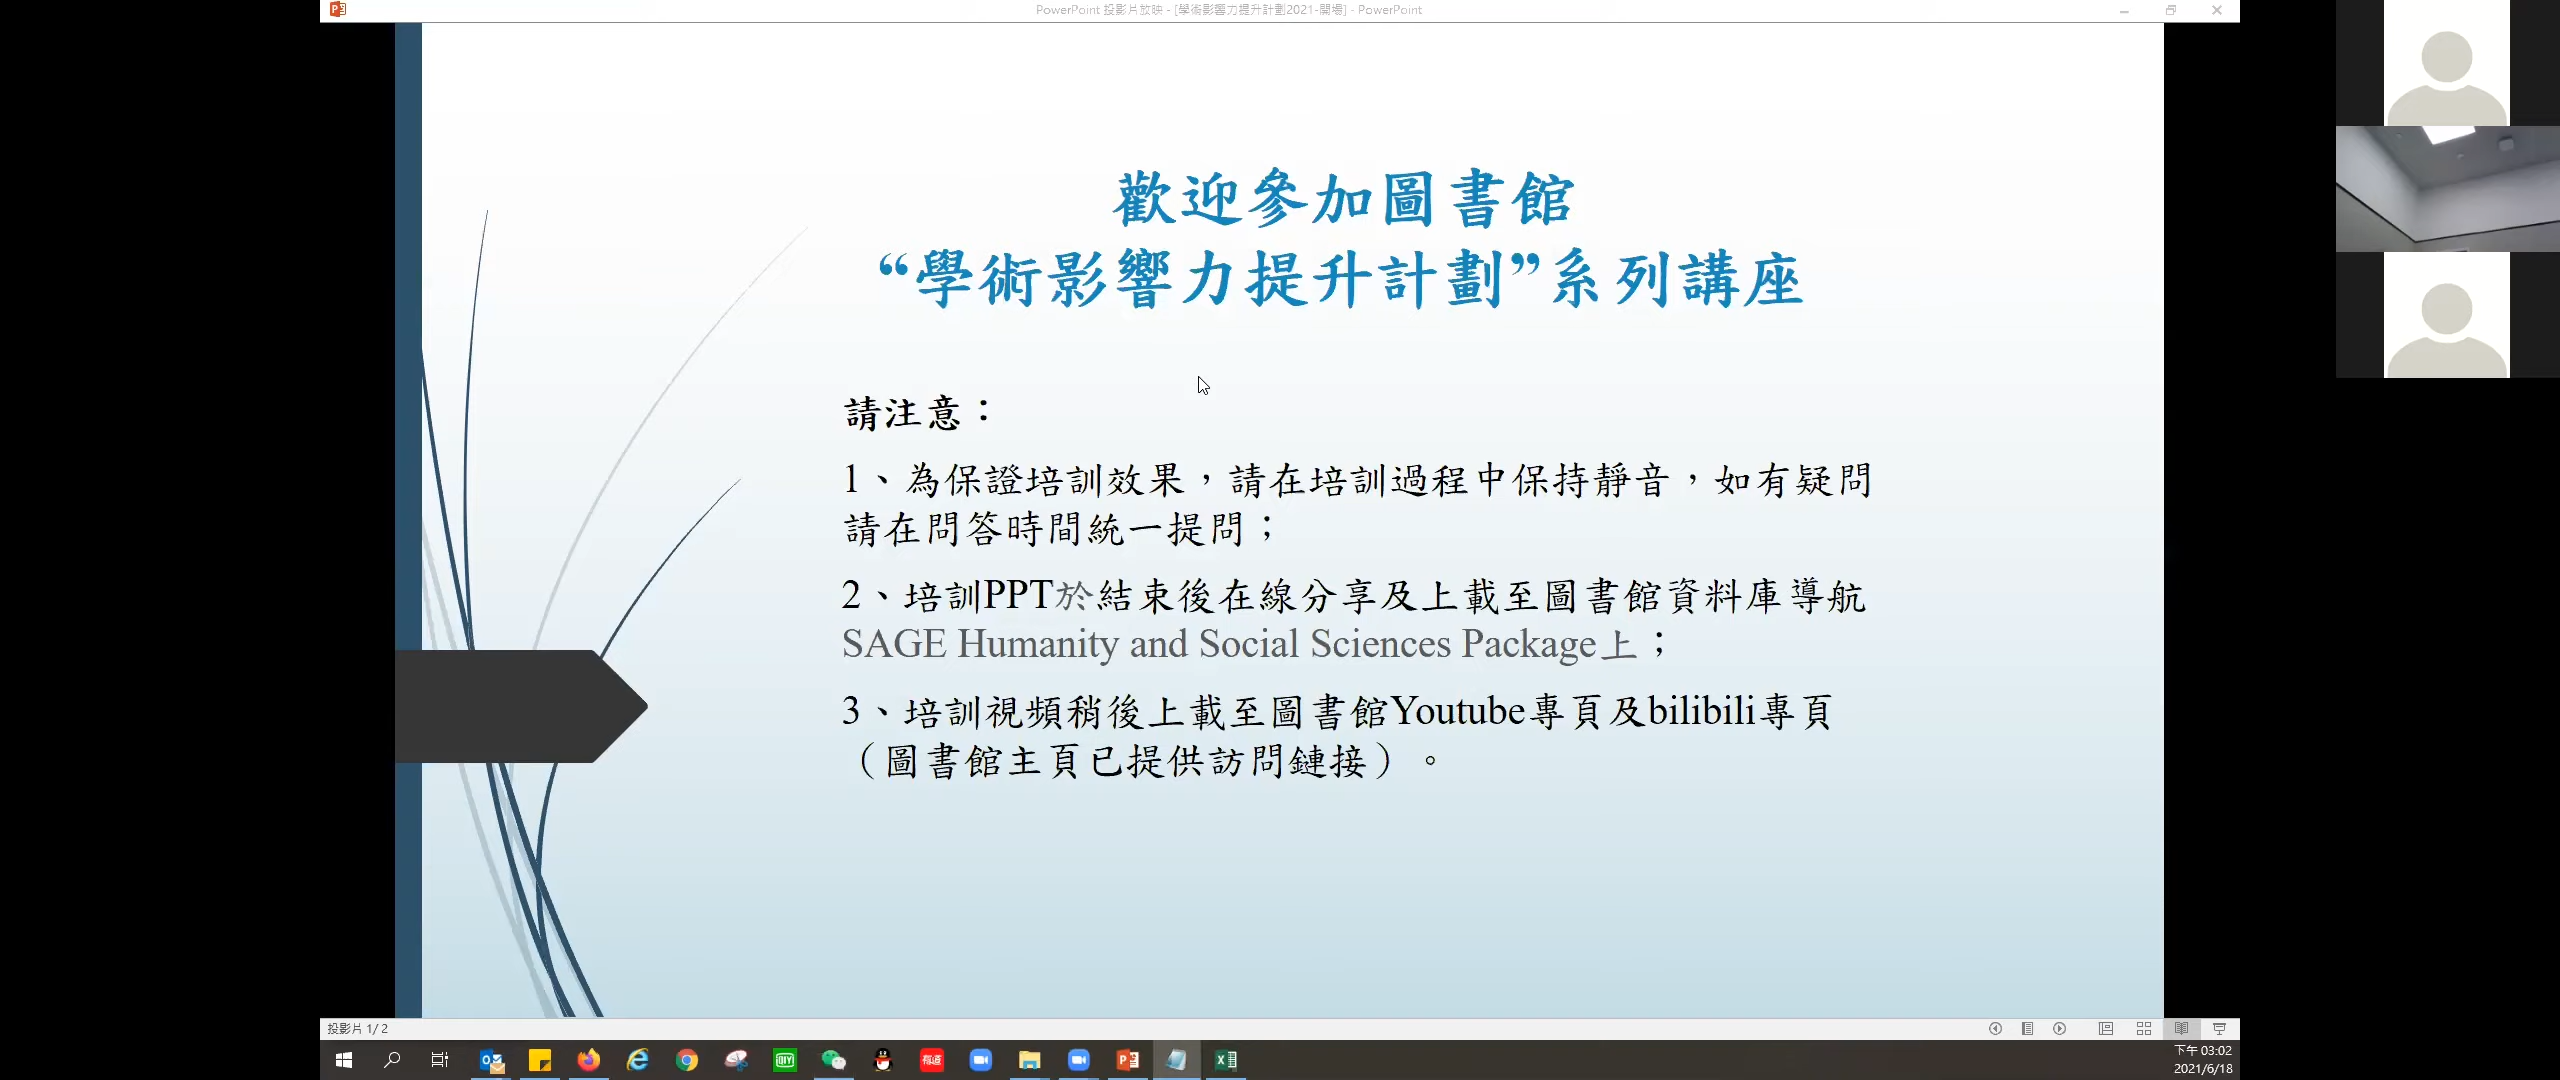 PowerPoint 投影片放映 - [學術影響力提升計劃2021-開場] - PowerPoint
歡迎參加圖書館
“學術影響力提升計劃”系列講座
請注意：
1、為保證培訓效果，請在培訓過程中保持靜音，如有疑問
請在問答時間統一提問；
2、培訓PPT於結束後在線分享及上載至圖書館資料庫導航
SAGE Humanity and Social Sciences Package上；
3、培訓視頻稍後上載至圖書館Youtube專頁及bilibili專頁
（圖書館主頁已提供訪問鏈接）。
投影片 1/2
下午 03:02
2021/6/18